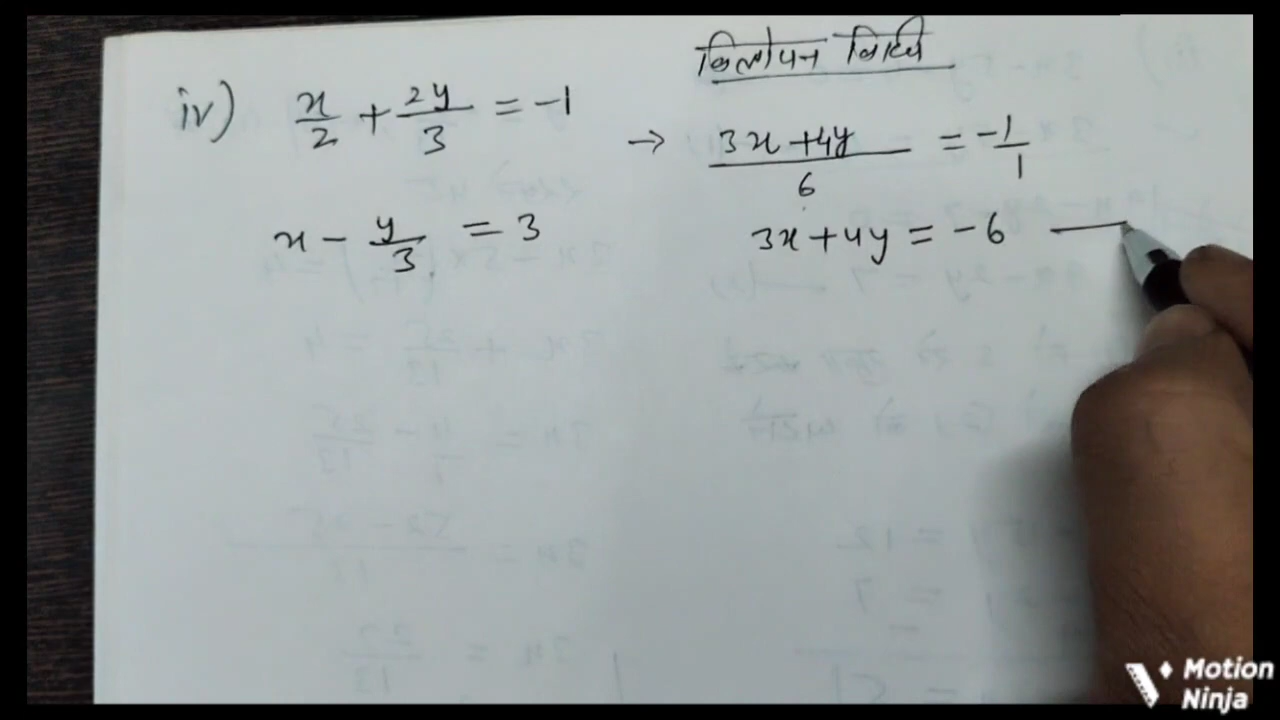 विलोपन विधि
iv) x/2 + 2y/3 = -1
→ 3x+4y/6 = -1/1
x - y/3 = 3
3x+4y = -6
Motion
Ninja